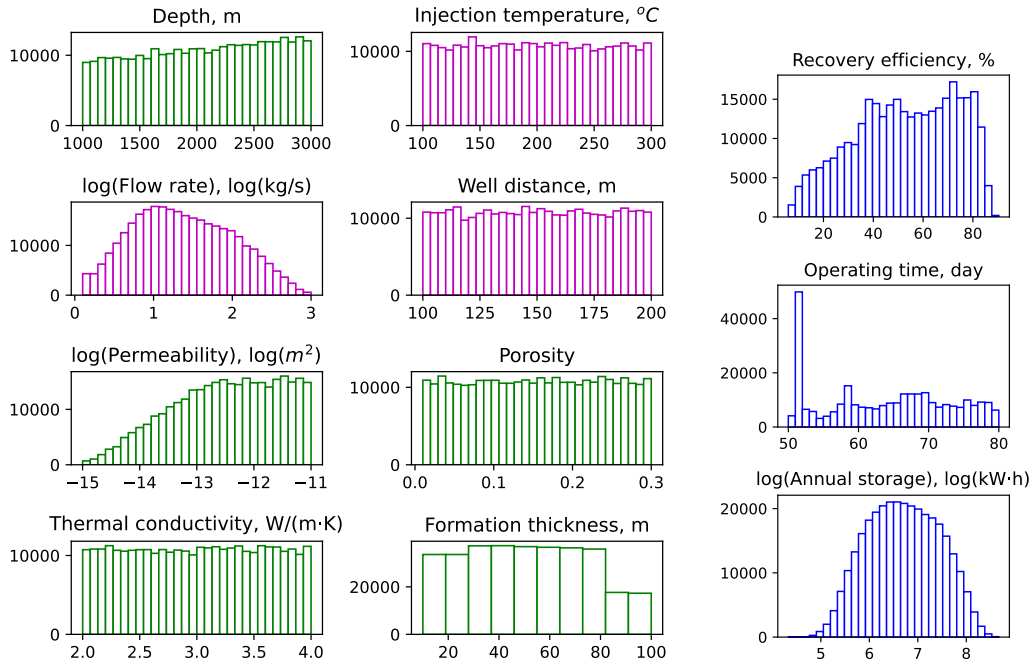 Depth, m
10000
0
1000 1500 2000 2500 3000
Injection temperature, °C
10000
0
100 150 200 250 300
log(Flow rate), log(kg/s)
10000
0
0 1 2 3
Well distance, m
10000
0
100 125 150 175 200
log(Permeability), log(m²)
10000
0
−15 −14 −13 −12 −11
Porosity
10000
0
0.0 0.1 0.2 0.3
Thermal conductivity, W/(m·K)
10000
0
2.0 2.5 3.0 3.5 4.0
Formation thickness, m
20000
0
20 40 60 80 100
Recovery efficiency, %
15000
10000
5000
0
20 40 60 80
Operating time, day
40000
20000
0
50 60 70 80
log(Annual storage), log(kW·h)
20000
10000
0
5 6 7 8